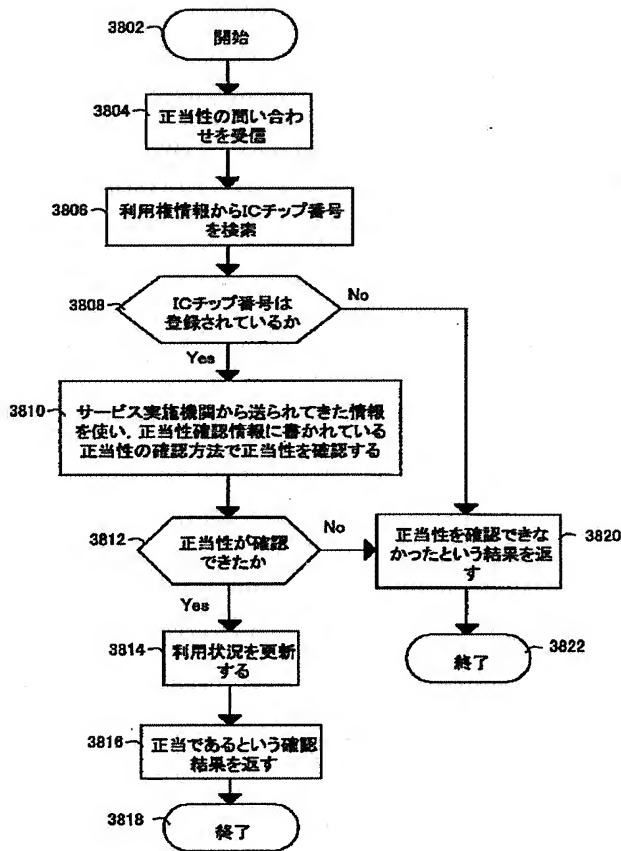 3802
開始
3804
正当性の問い合わ
せを受信
3806
利用権情報からICチップ番号
を検索
3808
ICチップ番号は
登録されているか
No
Yes
3810
サービス実施機関から送られてきた情報
を使い，正当性確認情報に書かれている
正当性の確認方法で正当性を確認する
3812
正当性が確認
できたか
No
Yes
3820
正当性を確認できな
かったという結果を返
す
3814
利用状況を更新
する
3822
終了
3816
正当であるという確認
結果を返す
3818
終了